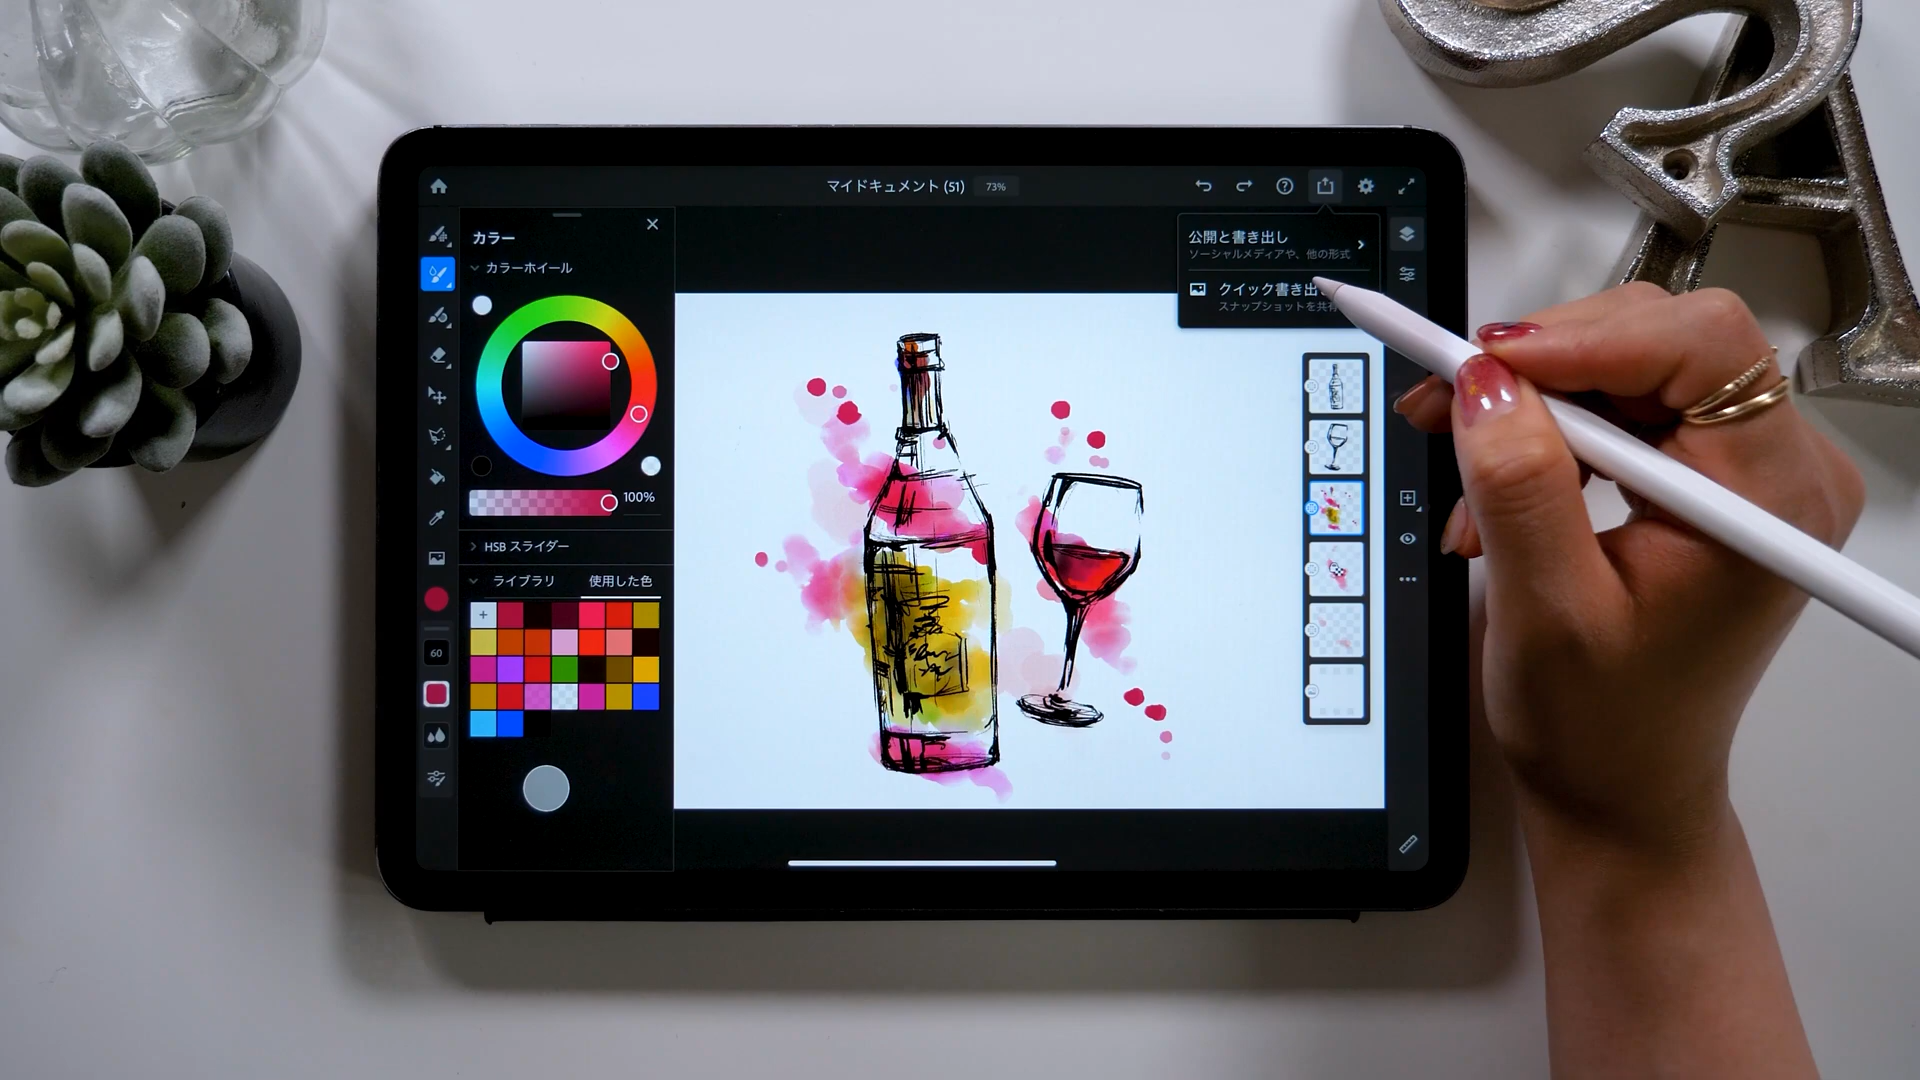 マイドキュメント (51)
73%
公開と書き出し
ソーシャルメディアや、他の形式
クイック書き出
スナップショットを共有
カラー
カラーホイール
100%
HSB スライダー
ライブラリ
使用した色
60